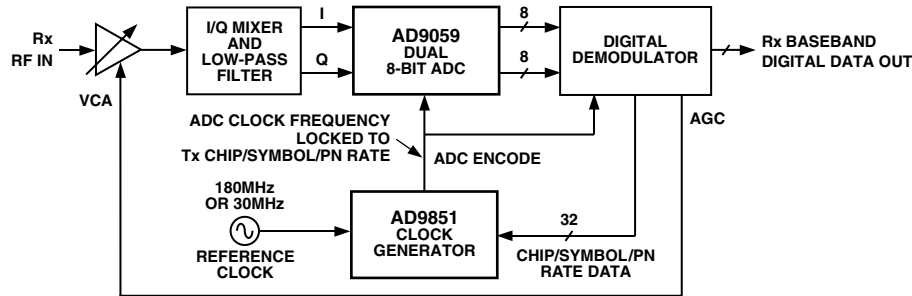 Rx
RF IN
VCA
I/Q MIXER
AND
LOW-PASS
FILTER
I
Q
AD9059
DUAL
8-BIT ADC
8
8
DIGITAL
DEMODULATOR
Rx BASEBAND
DIGITAL DATA OUT
AGC
ADC CLOCK FREQUENCY
LOCKED TO
Tx CHIP/SYMBOL/PN RATE
ADC ENCODE
180MHz
OR 30MHz
REFERENCE
CLOCK
AD9851
CLOCK
GENERATOR
32
CHIP/SYMBOL/PN
RATE DATA